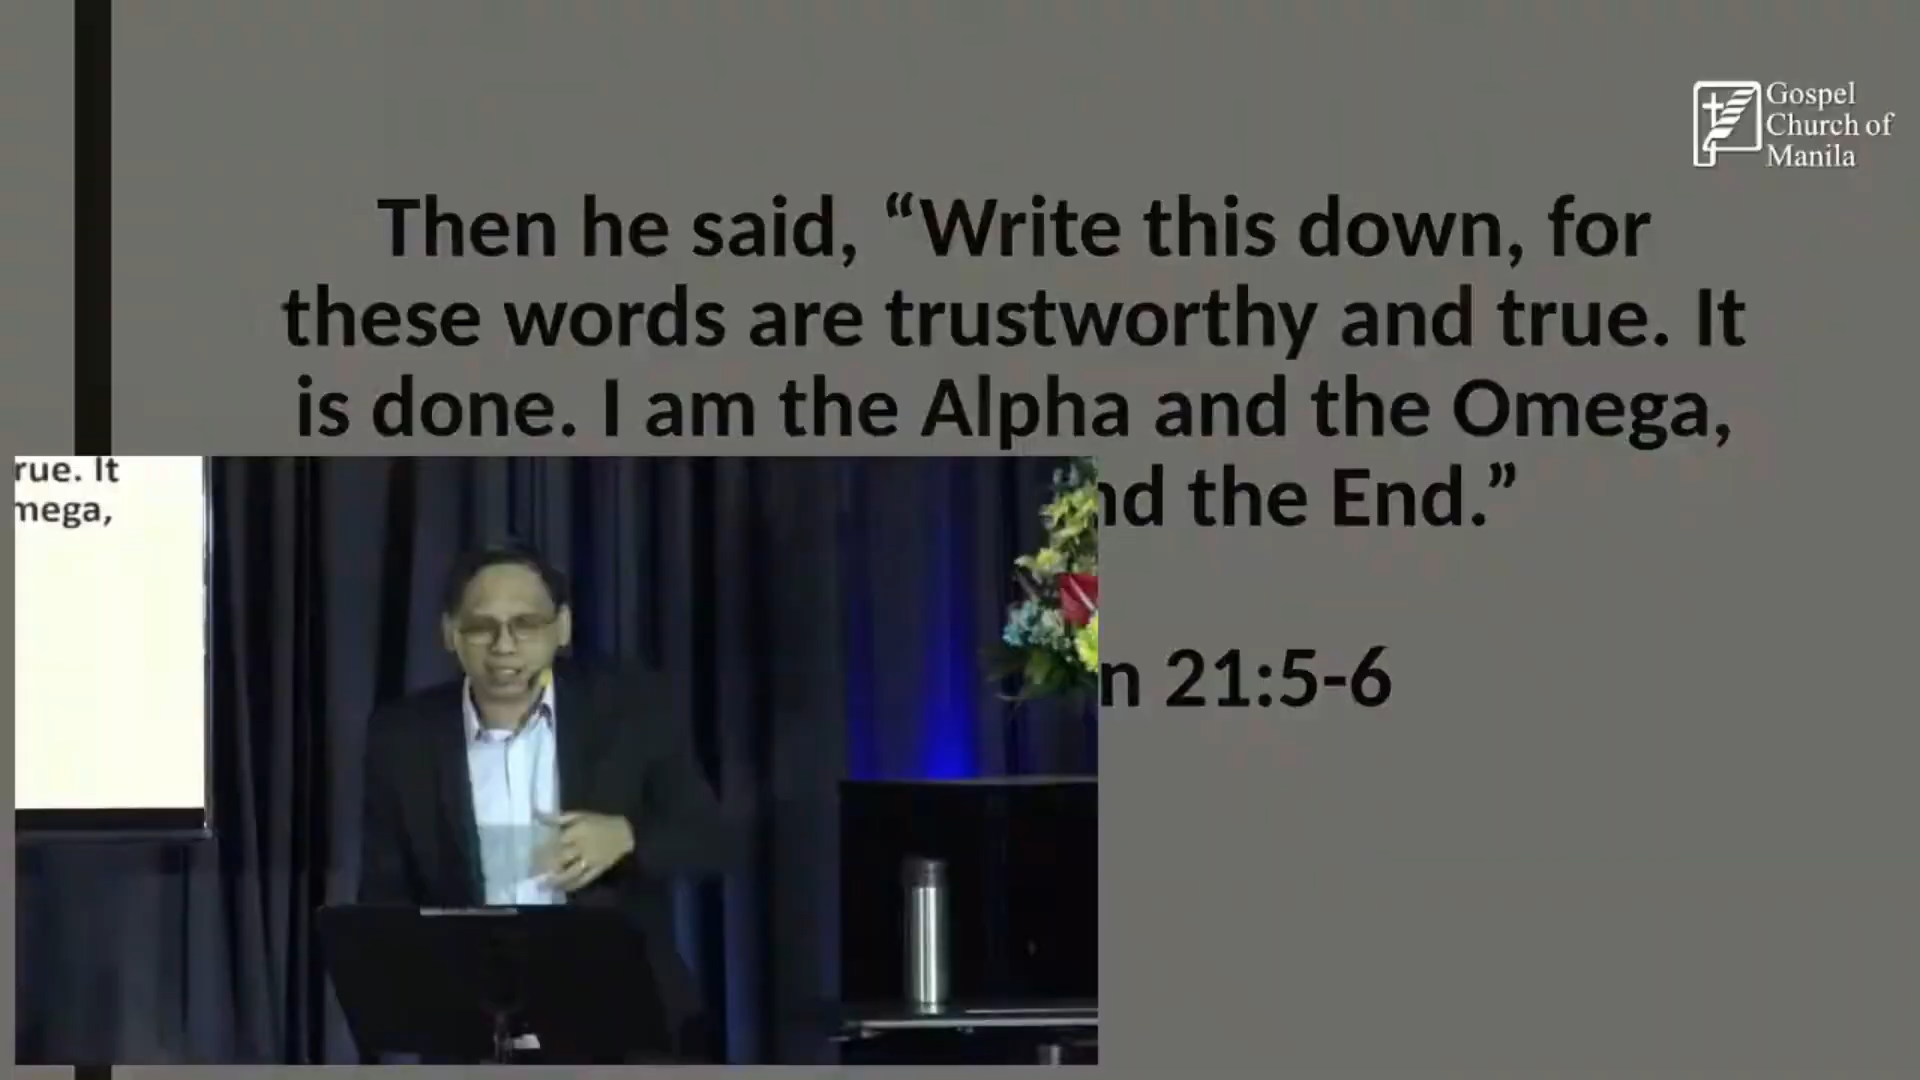 Gospel
Church of
Manila
Then he said, “Write this down, for
these words are trustworthy and true. It
is done. I am the Alpha and the Omega,
nd the End.”
n 21:5-6
rue. It
mega,